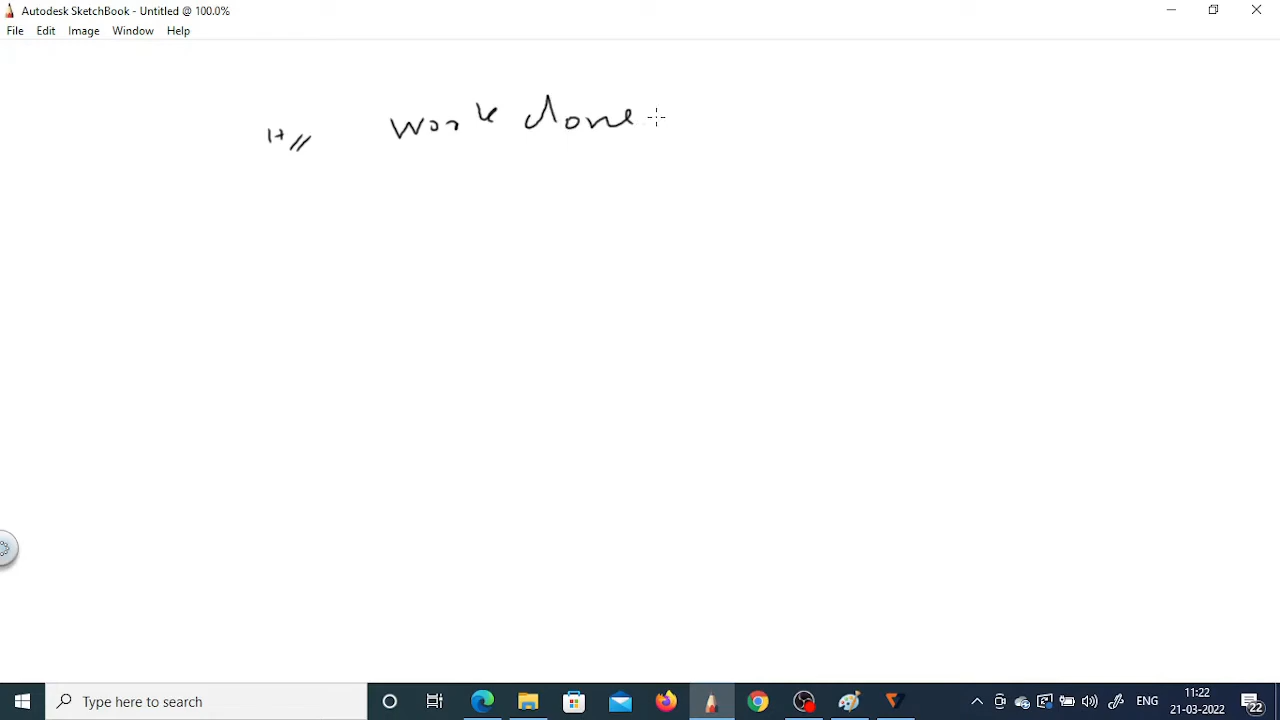 Autodesk SketchBook - Untitled @ 100.0%
File Edit Image Window Help
work done
Type here to search
ENG
11:22
21-03-2022
22